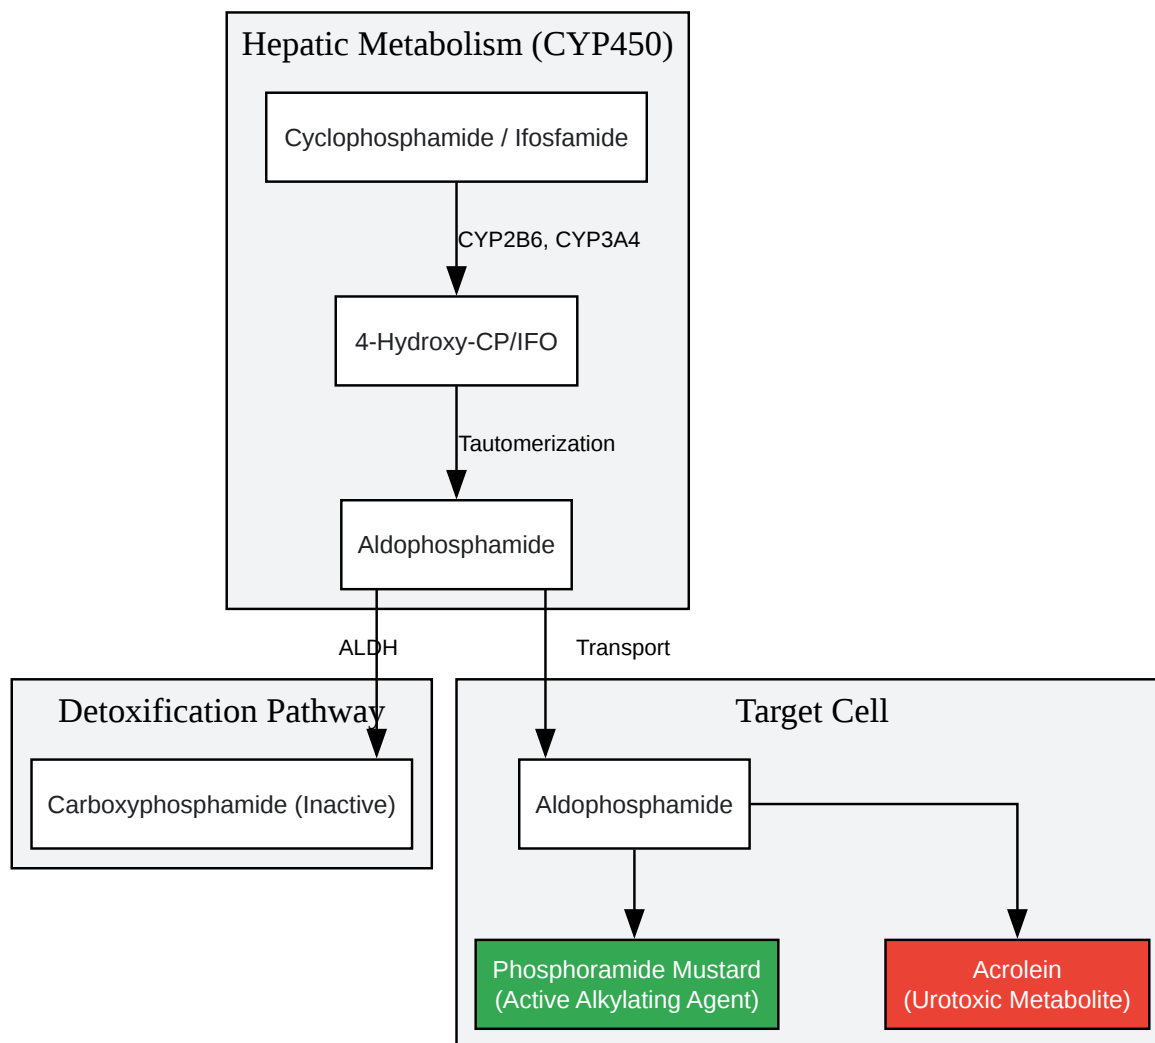 Hepatic Metabolism (CYP450)
Cyclophosphamide / Ifosfamide
CYP2B6, CYP3A4
4-Hydroxy-CP/IFO
Tautomerization
Aldophosphamide
ALDH
Transport
Detoxification Pathway
Carboxyphosphamide (Inactive)
Target Cell
Aldophosphamide
Phosphoramide Mustard
(Active Alkylating Agent)
Acrolein
(Urotoxic Metabolite)